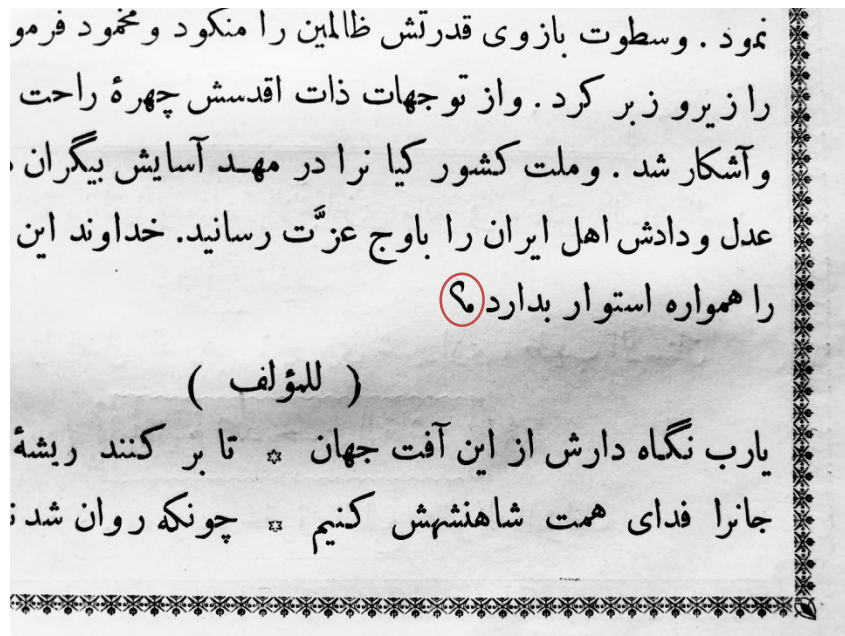 نمود . وسطوت بازوی قدرتش ظالمین را منکود و مخمود فرمو
را زیرو زبر کرد . واز توجهات ذات اقدسش چهرهٔ راحت
وآشکار شد . وملت کشور کیا نرا در مهد آسایش بیگران
عدل ودادش اهل ایران را باوج عزَّت رسانید. خداوند این
را همواره استوار بدارد
( للمؤلف )
یارب نگاه دارش از این آفت جهان * تا بر کنند ریشهٔ
جانرا فدای همت شاهنشهش کنیم * چونکه روان شد